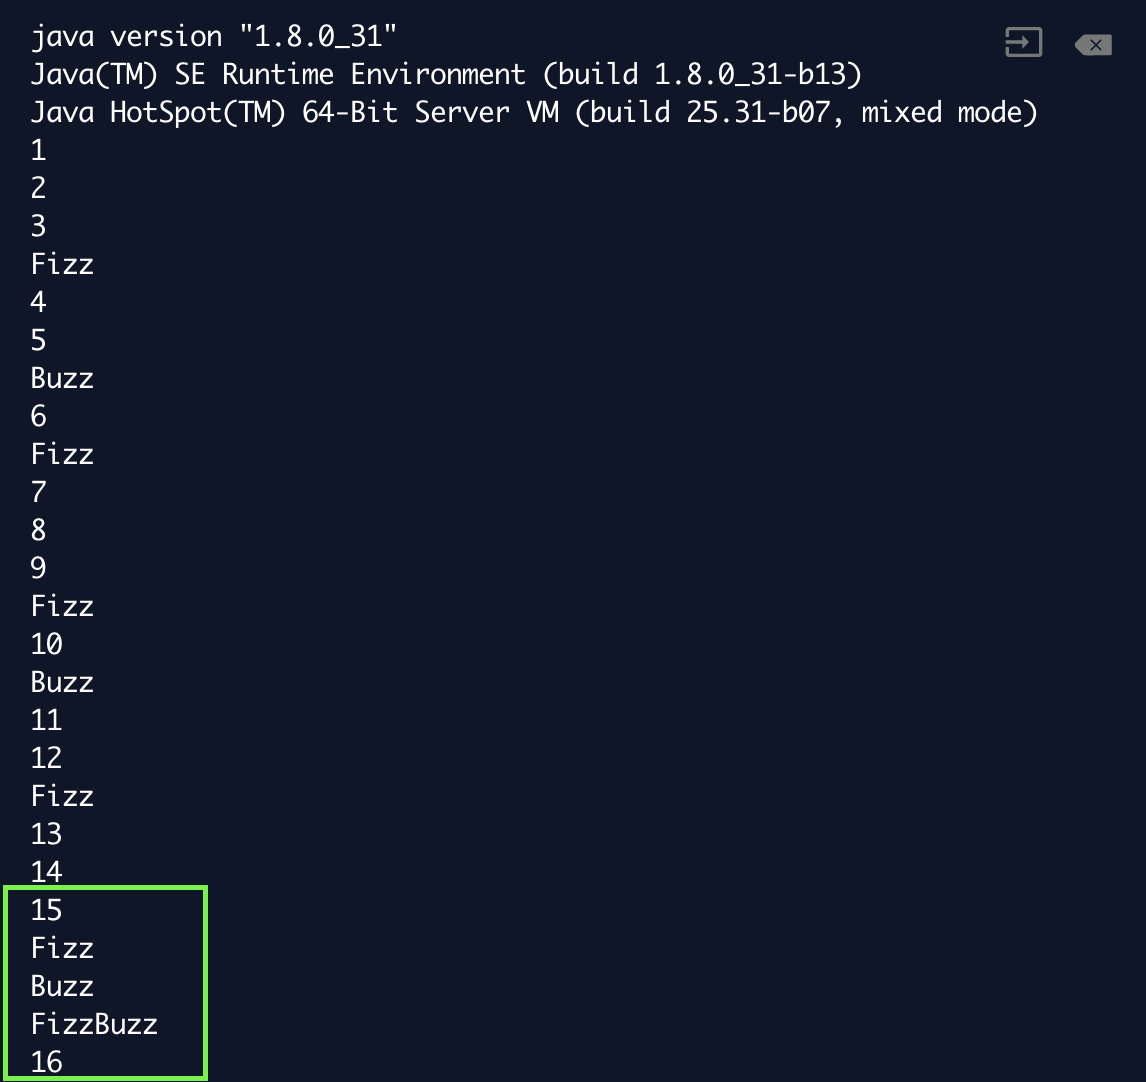 java version "1.8.0_31"
Java(TM) SE Runtime Environment (build 1.8.0_31-b13)
Java HotSpot(TM) 64-Bit Server VM (build 25.31-b07, mixed mode)
1
2
3
Fizz
4
5
Buzz
6
Fizz
7
8
9
Fizz
10
Buzz
11
12
Fizz
13
14
15
Fizz
Buzz
FizzBuzz
16